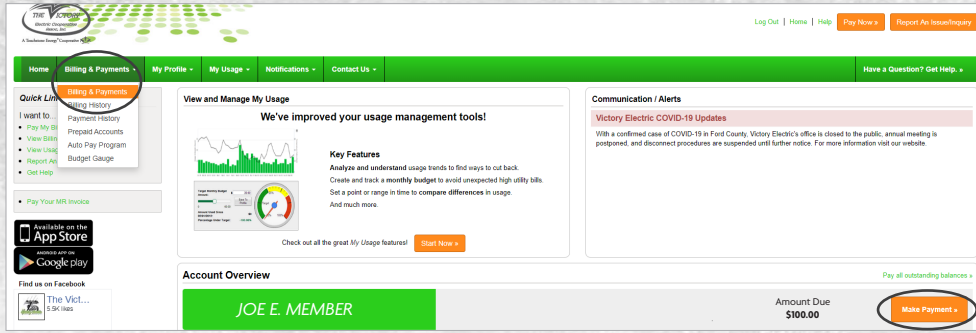 THE VICTORY
Electric Cooperative
Assn., Inc.
A Touchstone Energy® Cooperative
Log Out | Home | Help
Pay Now »
Report An Issue/Inquiry
Home
Billing & Payments
My Profile
My Usage
Notifications
Contact Us
Have a Question? Get Help. »
Billing & Payments
Billing History
Payment History
Prepaid Accounts
Auto Pay Program
Budget Gauge
Quick Lin
I want to...
Pay My Bi
View Billin
View Usag
Report An
Get Help
Pay Your MR Invoice
Available on the
App Store
ANDROID APP ON
Google play
Find us on Facebook
The Vict...
5.5K likes
View and Manage My Usage
We've improved your usage management tools!
Key Features
Analyze and understand usage trends to find ways to cut back.
Create and track a monthly budget to avoid unexpected high utility bills.
Set a point or range in time to compare differences in usage.
And much more.
Check out all the great My Usage features!
Start Now »
Communication / Alerts
Victory Electric COVID-19 Updates
With a confirmed case of COVID-19 in Ford County, Victory Electric's office is closed to the public, annual meeting is
postponed, and disconnect procedures are suspended until further notice. For more information visit our website.
Account Overview
Pay all outstanding balances »
JOE E. MEMBER
Amount Due
$100.00
Make Payment »